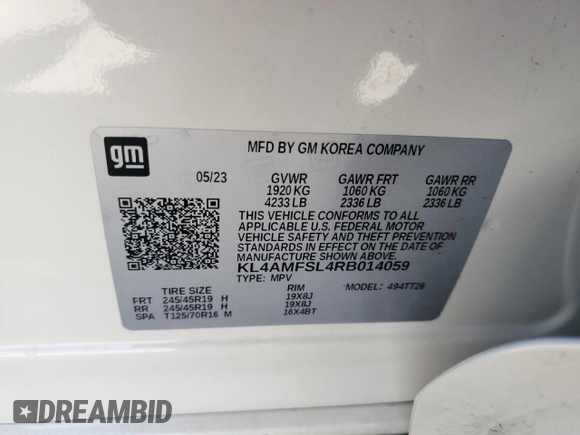 gm
MFD BY GM KOREA COMPANY
05/23 GVWR GAWR FRT GAWR RR
1920 KG 1060 KG 1060 KG
4233 LB 2336 LB 2336 LB
THIS VEHICLE CONFORMS TO ALL
APPLICABLE U.S. FEDERAL MOTOR
VEHICLE SAFETY AND THEFT PREVENTION
STANDARDS IN EFFECT ON THE DATE OF
MANUFACTURE SHOWN ABOVE.
KL4AMFSL4RB014059
TYPE: MPV MODEL: 494TT26
TIRE SIZE RIM
FRT 245/45R19 H 19X8J
RR 245/45R19 H 19X8J
SPA T125/70R16 M 16X4BT
DREAMBID